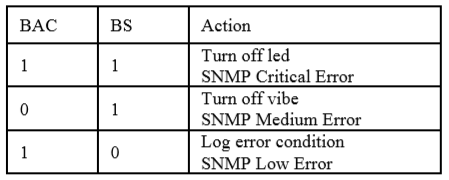 BAC BS Action
1 1 Turn off led
SNMP Critical Error
0 1 Turn off vibe
SNMP Medium Error
1 0 Log error condition
SNMP Low Error